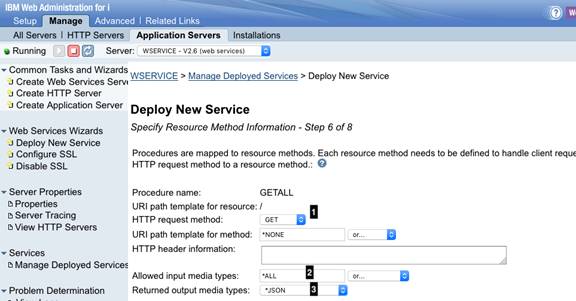 IBM Web Administration for i
Setup Manage Advanced | Related Links
All Servers | HTTP Servers Application Servers Installations
Running Server: WSERVICE - V2.6 (web services)
Common Tasks and Wizards
Create Web Services Serv
Create HTTP Server
Create Application Server
Web Services Wizards
Deploy New Service
Configure SSL
Disable SSL
Server Properties
Properties
Server Tracing
View HTTP Servers
Services
Manage Deployed Services
Problem Determination
WSERVICE > Manage Deployed Services > Deploy New Service
Deploy New Service
Specify Resource Method Information - Step 6 of 8
Procedures are mapped to resource methods. Each resource method needs to be defined to handle client reque
HTTP request method to a resource method.: ?
Procedure name: GETALL
URI path template for resource: /
HTTP request method: GET 1
URI path template for method: *NONE or...
HTTP header information:
Allowed input media types: *ALL 2 or...
Returned output media types: *JSON 3